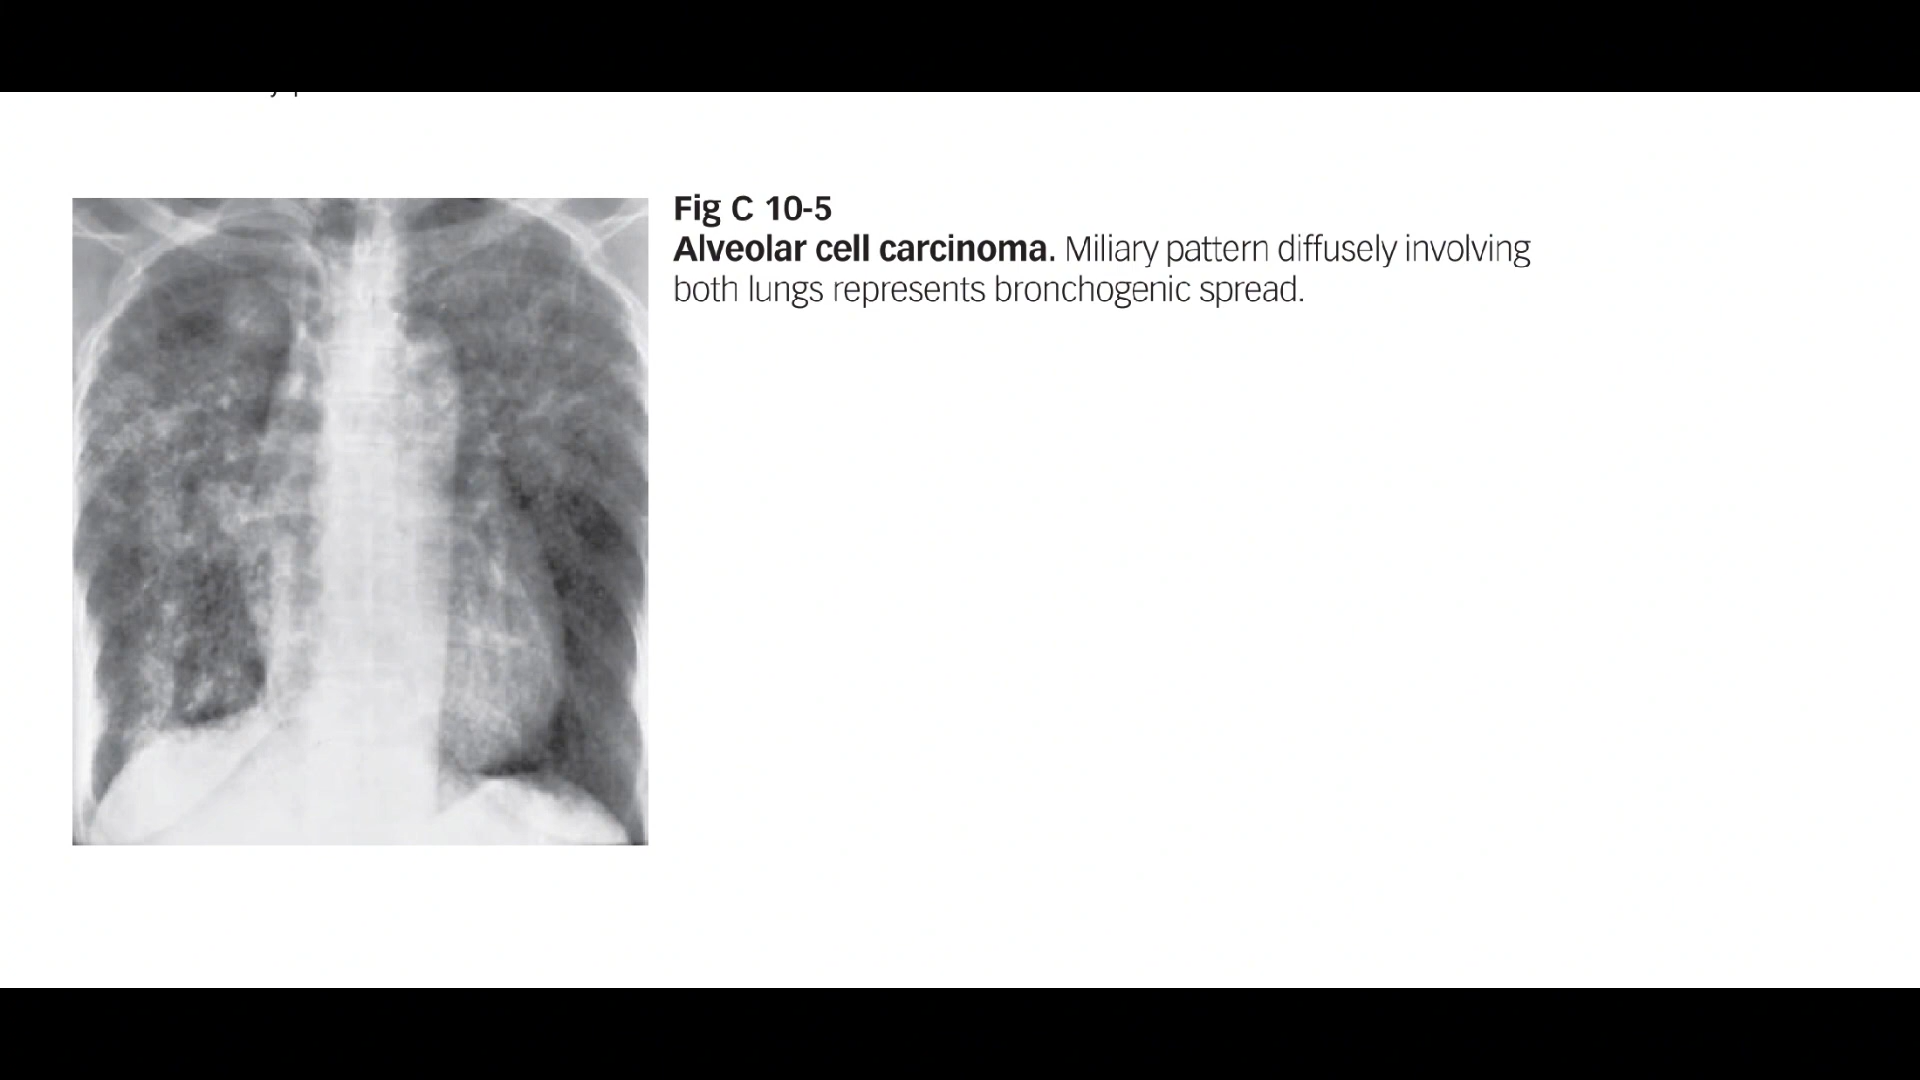 Fig C 10-5
Alveolar cell carcinoma. Miliary pattern diffusely involving
both lungs represents bronchogenic spread.